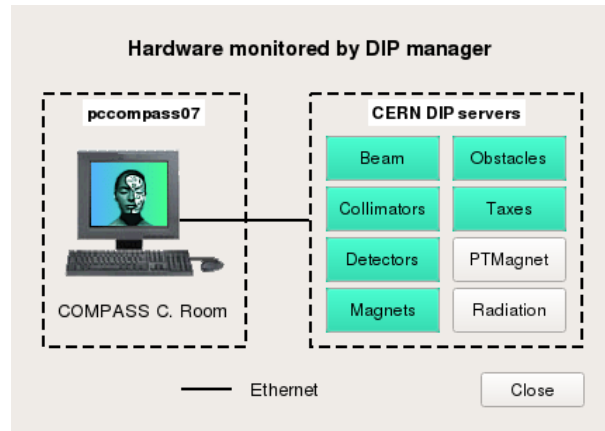 Hardware monitored by DIP manager
pccompass07
CERN DIP servers
Beam
Obstacles
Collimators
Taxes
Detectors
PTMagnet
Magnets
Radiation
COMPASS C. Room
Ethernet
Close